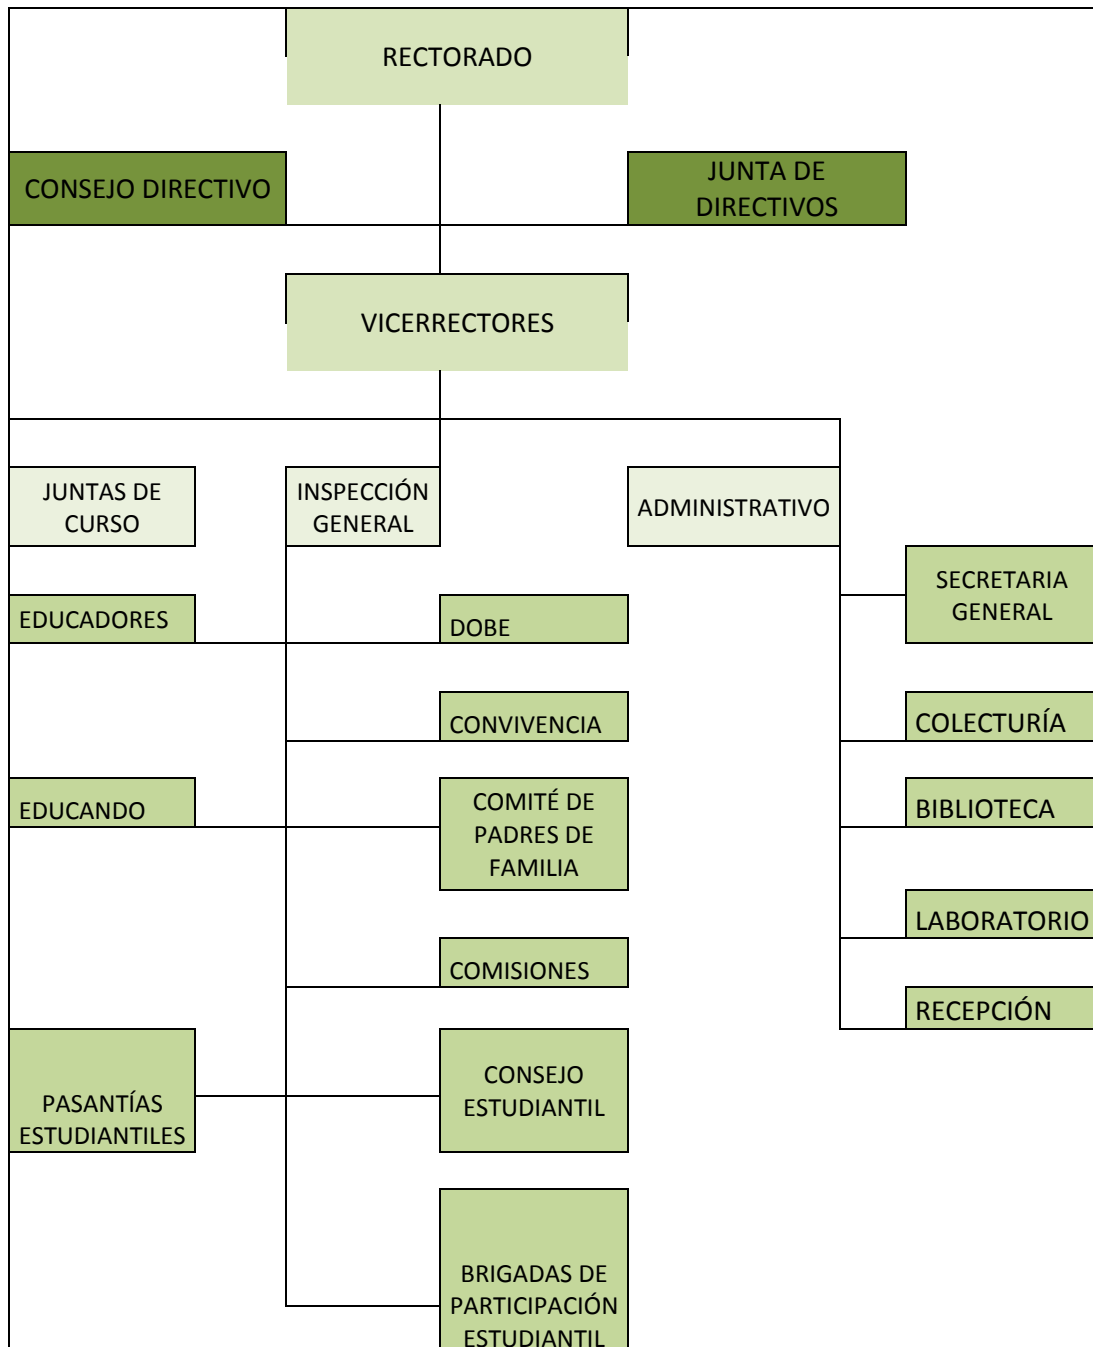 RECTORADO
CONSEJO DIRECTIVO
JUNTA DE
DIRECTIVOS
VICERRECTORES
JUNTAS DE
CURSO
INSPECCIÓN
GENERAL
ADMINISTRATIVO
SECRETARIA
GENERAL
EDUCADORES
DOBE
CONVIVENCIA
COLECTURÍA
EDUCANDO
COMITÉ DE
PADRES DE
FAMILIA
BIBLIOTECA
LABORATORIO
COMISIONES
RECEPCIÓN
PASANTÍAS
ESTUDIANTILES
CONSEJO
ESTUDIANTIL
BRIGADAS DE
PARTICIPACIÓN
ESTUDIANTIL